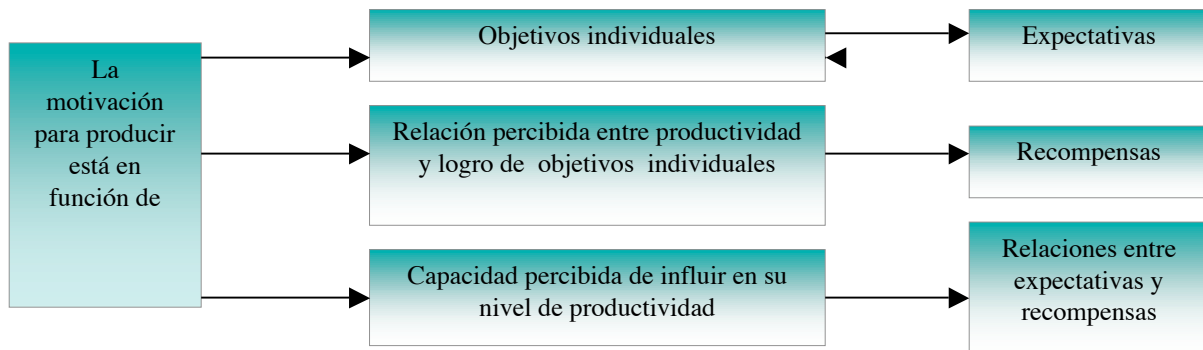 La
motivación
para producir
está en
función de
Objetivos individuales
Expectativas
Relación percibida entre productividad
y logro de objetivos individuales
Recompensas
Capacidad percibida de influir en su
nivel de productividad
Relaciones entre
expectativas y
recompensas